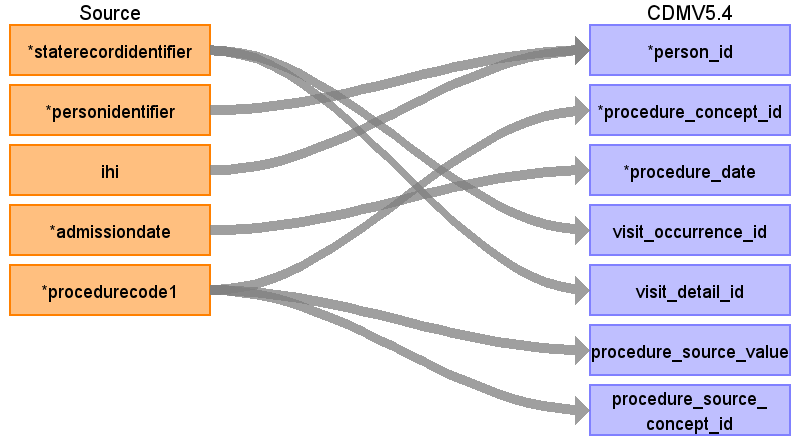 Source
CDMV5.4
*staterecordidentifier
*person_id
*personidentifier
*procedure_concept_id
ihi
*procedure_date
*admissiondate
visit_occurrence_id
*procedurecode1
visit_detail_id
procedure_source_value
procedure_source_
concept_id